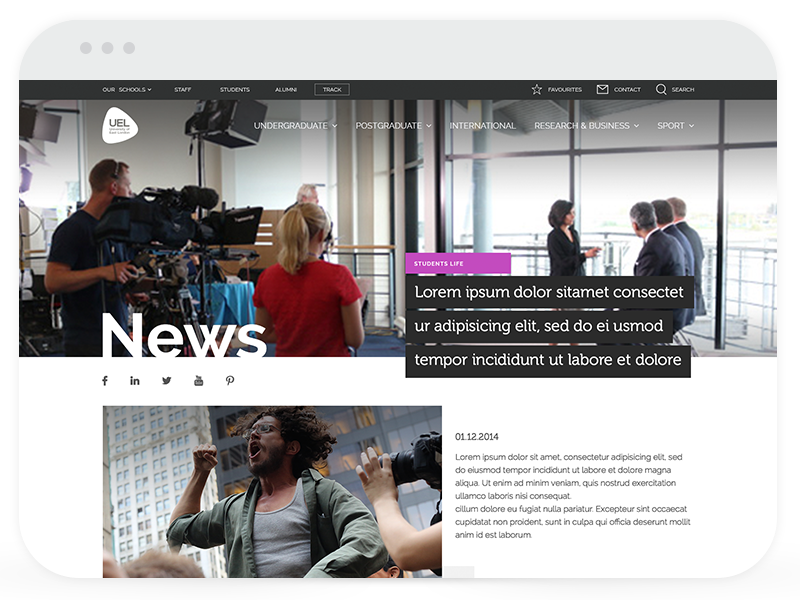 OUR SCHOOLS STAFF STUDENTS ALUMNI TRACK FAVOURITES CONTACT SEARCH
UEL
University of
East London
UNDERGRADUATE POSTGRADUATE INTERNATIONAL RESEARCH & BUSINESS SPORT
STUDENTS LIFE
Lorem ipsum dolor sitamet consectet
ur adipisicing elit, sed do ei usmod
tempor incididunt ut labore et dolore
News
01.12.2014
Lorem ipsum dolor sit amet, consectetur adipisicing elit, sed
do eiusmod tempor incididunt ut labore et dolore magna
aliqua. Ut enim ad minim veniam, quis nostrud exercitation
ullamco laboris nisi consequat.
cillum dolore eu fugiat nulla pariatur. Excepteur sint occaecat
cupidatat non proident, sunt in culpa qui officia deserunt mollit
anim id est laborum.